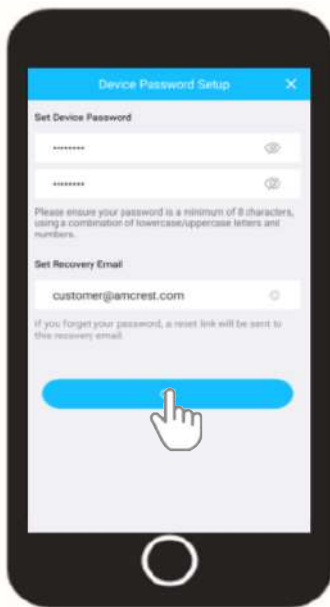 Device Password Setup ×
Set Device Password
••••••••
••••••••
Please ensure your password is a minimum of 8 characters,
using a combination of lowercase/uppercase letters and
numbers.
Set Recovery Email
customer@amcrest.com
If you forget your password, a reset link will be sent to
this recovery email.